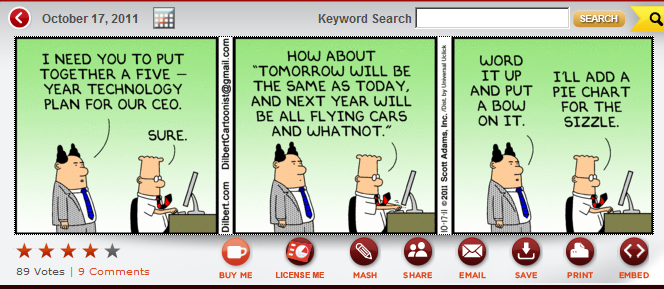 October 17, 2011
Keyword Search
SEARCH
I NEED YOU TO PUT
TOGETHER A FIVE –
YEAR TECHNOLOGY
PLAN FOR OUR CEO.
SURE.
Dilbert.com DilbertCartoonist@gmail.com
HOW ABOUT
"TOMORROW WILL BE
THE SAME AS TODAY,
AND NEXT YEAR WILL
BE ALL FLYING CARS
AND WHATNOT."
10-17-11 ©2011 Scott Adams, Inc. /Dist. by Universal Uclick
WORD
IT UP
AND PUT
A BOW
ON IT.
I'LL ADD A
PIE CHART
FOR THE
SIZZLE.
89 Votes | 9 Comments
BUY ME
LICENSE ME
MASH
SHARE
EMAIL
SAVE
PRINT
EMBED